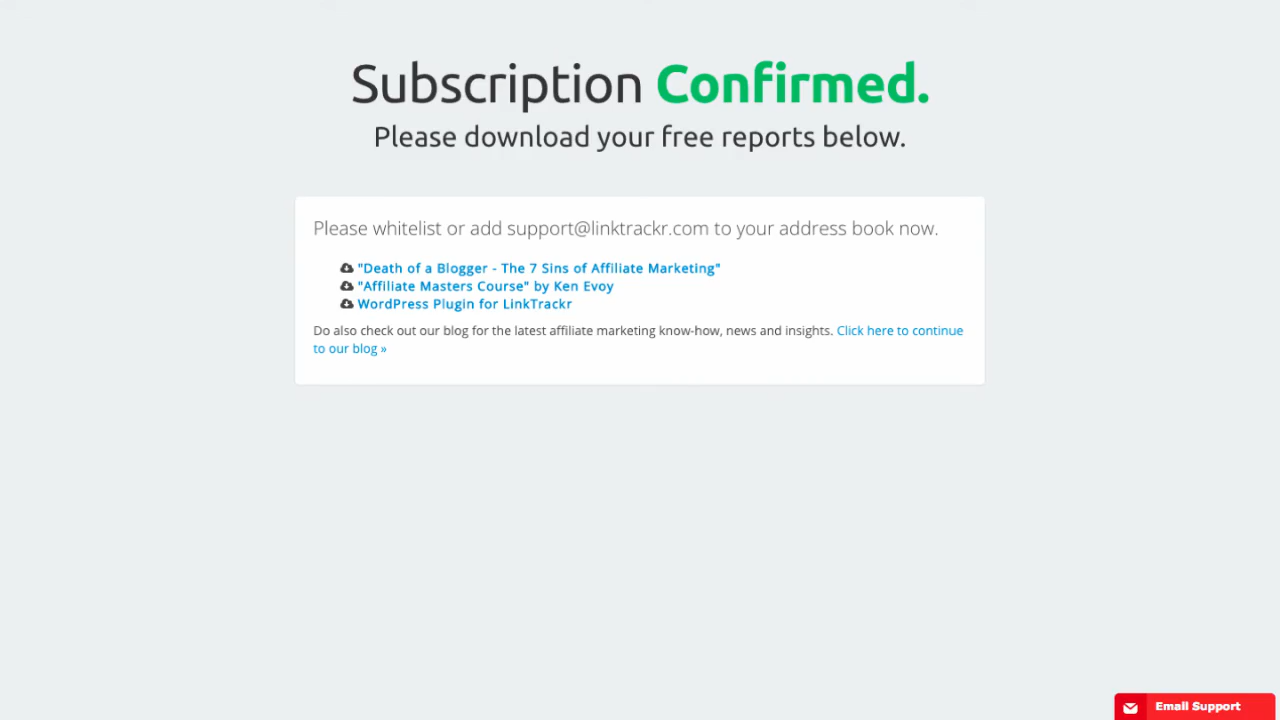 Subscription Confirmed.
Please download your free reports below.
Please whitelist or add support@linktrackr.com to your address book now.
"Death of a Blogger - The 7 Sins of Affiliate Marketing"
"Affiliate Masters Course" by Ken Evoy
WordPress Plugin for LinkTrackr
Do also check out our blog for the latest affiliate marketing know-how, news and insights. Click here to continue
to our blog »
Email Support